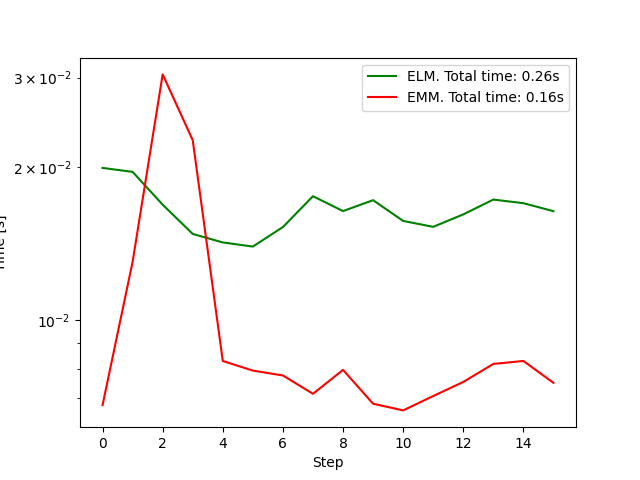 ELM. Total time: 0.26s
EMM. Total time: 0.16s
3 × 10⁻²
2 × 10⁻²
10⁻²
0 2 4 6 8 10 12 14
Step